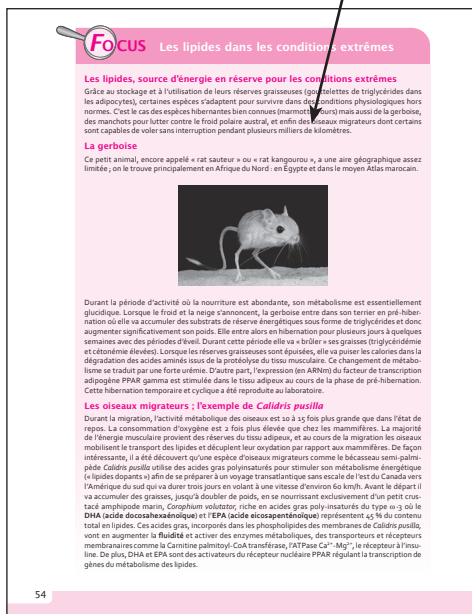 FOCUS Les lipides dans les conditions extrêmes
Les lipides, source d'énergie en réserve pour les conditions extrêmes
Grâce au stockage et à l'utilisation de leurs réserves graisseuses (gouttelettes de triglycérides dans
les adipocytes), certaines espèces s'adaptent pour survivre dans des conditions physiologiques hors
normes. C'est le cas des espèces hibernantes bien connues (marmotte, ours) mais aussi de la gerboise,
des manchots pour lutter contre le froid polaire austral, et enfin des oiseaux migrateurs dont certains
sont capables de voler sans interruption pendant plusieurs milliers de kilomètres.
La gerboise
Ce petit animal, encore appelé « rat sauteur » ou « rat kangourou », a une aire géographique assez
limitée ; on le trouve principalement en Afrique du Nord : en Égypte et dans le moyen Atlas marocain.
Durant la période d'activité où la nourriture est abondante, son métabolisme est essentiellement
glucidique. Lorsque le froid et la neige s'annoncent, la gerboise entre dans son terrier en pré-hiber-
nation où elle va accumuler des substrats de réserve énergétiques sous forme de triglycérides et donc
augmenter significativement son poids. Elle entre alors en hibernation pour plusieurs jours à quelques
semaines avec des périodes d'éveil. Durant cette période elle va « brûler » ses graisses (triglycéridémie
et cétonémie élevées). Lorsque les réserves graisseuses sont épuisées, elle va puiser les calories dans la
dégradation des acides aminés issus de la protéolyse du tissu musculaire. Ce changement de métabo-
lisme se traduit par une forte urémie. D'autre part, l'expression (en ARNm) du facteur de transcription
adipogène PPAR gamma est stimulée dans le tissu adipeux au cours de la phase de pré-hibernation.
Cette hibernation temporaire et cyclique a été reproduite au laboratoire.
Les oiseaux migrateurs ; l'exemple de Calidris pusilla
Durant la migration, l'activité métabolique des oiseaux est 10 à 15 fois plus grande que dans l'état de
repos. La consommation d'oxygène est 2 fois plus élevée que chez les mammifères. La majorité
de l'énergie musculaire provient des réserves du tissu adipeux, et au cours de la migration les oiseaux
mobilisent le transport des lipides et décuplent leur oxydation par rapport aux mammifères. De façon
intéressante, il a été découvert qu'une espèce d'oiseaux migrateurs comme le bécasseau semi-palmi-
pède Calidris pusilla utilise des acides gras polyinsaturés pour stimuler son métabolisme énergétique
(« lipides dopants ») afin de se préparer à un voyage transatlantique sans escale de l'est du Canada vers
l'Amérique du sud qui va durer trois jours en volant à une vitesse d'environ 60 km/h. Avant le départ il
va accumuler des graisses, jusqu'à doubler de poids, en se nourrissant exclusivement d'un petit crus-
tacé amphipode marin, Corophium volutator, riche en acides gras poly-insaturés du type ω -3 où le
DHA (acide docosahexaénoïque) et l'EPA (acide eicosapenténoïque) représentent 45 % du contenu
total en lipides. Ces acides gras, incorporés dans les phospholipides des membranes de Calidris pusilla,
vont en augmenter la fluidité et activer des enzymes métaboliques, des transporteurs et récepteurs
membranaires comme la Carnitine palmitoyl-CoA transférase, l'ATPase Ca²⁺-Mg²⁺, le récepteur à l'insu-
line. De plus, DHA et EPA sont des activateurs du récepteur nucléaire PPAR régulant la transcription de
gènes du métabolisme des lipides.
54